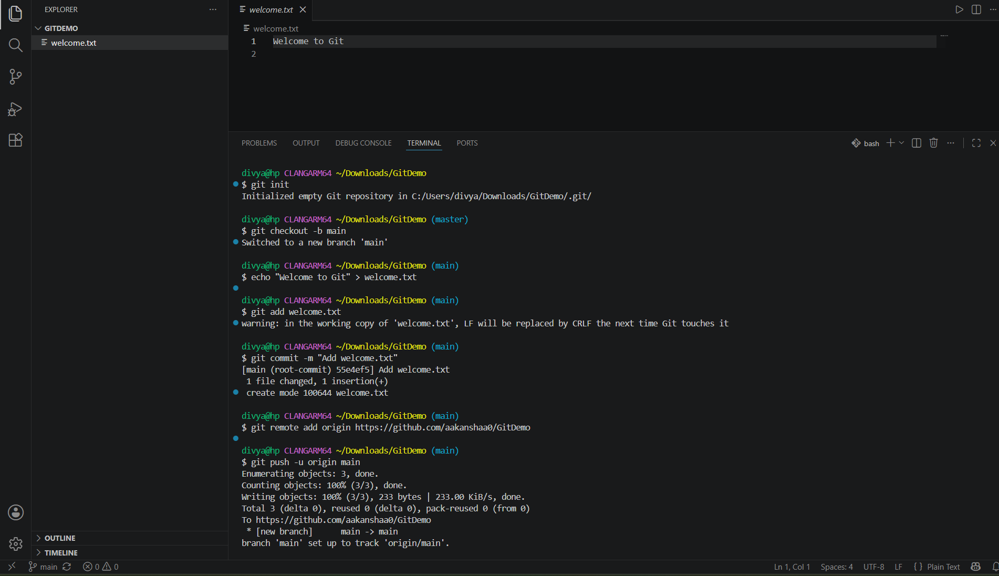 EXPLORER
GITDEMO
welcome.txt
OUTLINE
TIMELINE
welcome.txt
welcome.txt
1 Welcome to Git
2
PROBLEMS OUTPUT DEBUG CONSOLE TERMINAL PORTS
bash
divya@hp CLANGARM64 ~/Downloads/GitDemo
$ git init
Initialized empty Git repository in C:/Users/divya/Downloads/GitDemo/.git/
divya@hp CLANGARM64 ~/Downloads/GitDemo (master)
$ git checkout -b main
Switched to a new branch 'main'
divya@hp CLANGARM64 ~/Downloads/GitDemo (main)
$ echo "Welcome to Git" > welcome.txt
divya@hp CLANGARM64 ~/Downloads/GitDemo (main)
$ git add welcome.txt
warning: in the working copy of 'welcome.txt', LF will be replaced by CRLF the next time Git touches it
divya@hp CLANGARM64 ~/Downloads/GitDemo (main)
$ git commit -m "Add welcome.txt"
[main (root-commit) 55e4ef5] Add welcome.txt
1 file changed, 1 insertion(+)
create mode 100644 welcome.txt
divya@hp CLANGARM64 ~/Downloads/GitDemo (main)
$ git remote add origin https://github.com/aakanshaa0/GitDemo
divya@hp CLANGARM64 ~/Downloads/GitDemo (main)
$ git push -u origin main
Enumerating objects: 3, done.
Counting objects: 100% (3/3), done.
Writing objects: 100% (3/3), 233 bytes | 233.00 KiB/s, done.
Total 3 (delta 0), reused 0 (delta 0), pack-reused 0 (from 0)
To https://github.com/aakanshaa0/GitDemo
* [new branch] main -> main
branch 'main' set up to track 'origin/main'.
main 0 0 Ln 1, Col 1 Spaces: 4 UTF-8 LF {} Plain Text